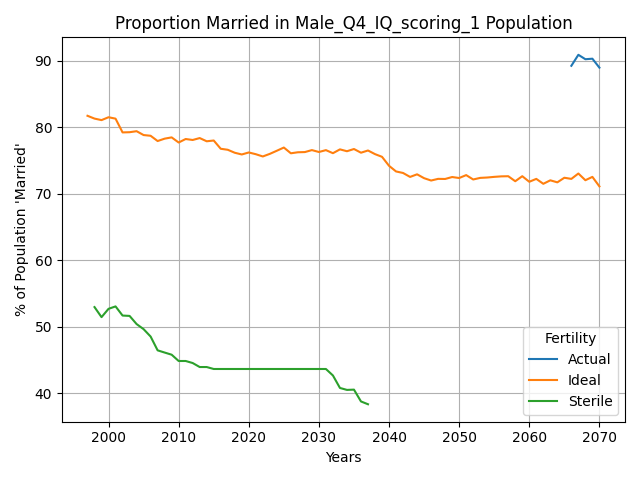 Proportion Married in Male_Q4_IQ_scoring_1 Population
% of Population 'Married'
90
80
70
60
50
40
Fertility
Actual
Ideal
Sterile
2000 2010 2020 2030 2040 2050 2060 2070
Years